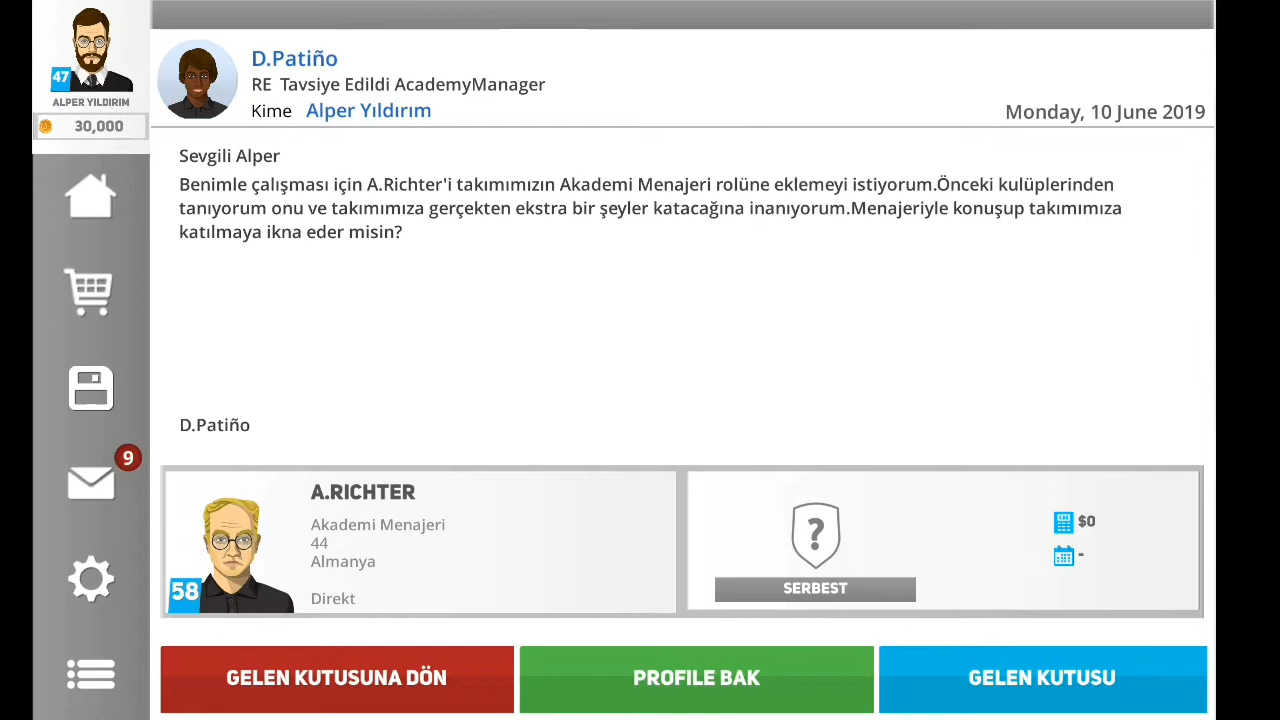 47
ALPER YILDIRIM
30,000
D.Patiño
RE  Tavsiye Edildi AcademyManager
Kime Alper Yıldırım
Monday, 10 June 2019
Sevgili Alper
Benimle çalışması için A.Richter'i takımımızın Akademi Menajeri rolüne eklemeyi istiyorum.Önceki kulüplerinden
tanıyorum onu ve takımımıza gerçekten ekstra bir şeyler katacağına inanıyorum.Menajeriyle konuşup takımımıza
katılmaya ikna eder misin?
D.Patiño
9
A.RICHTER
Akademi Menajeri
44
Almanya
Direkt
58
?
SERBEST
$0
-
GELEN KUTUSUNA DÖN
PROFILE BAK
GELEN KUTUSU